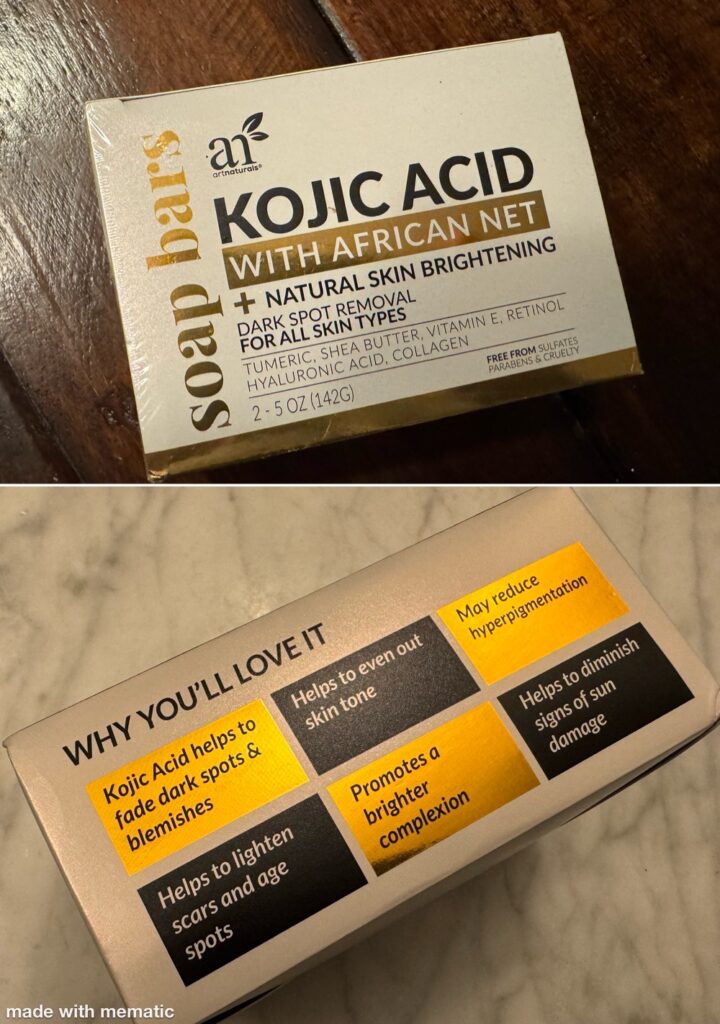 soap bars
an
artnaturals®
KOJIC ACID
WITH AFRICAN NET
+ NATURAL SKIN BRIGHTENING
DARK SPOT REMOVAL
FOR ALL SKIN TYPES
TUMERIC, SHEA BUTTER, VITAMIN E, RETINOL
HYALURONIC ACID, COLLAGEN
2 - 5 OZ (142G)
FREE FROM SULFATES
PARABENS & CRUELTY
WHY YOU'LL LOVE IT
Kojic Acid helps to
fade dark spots &
blemishes
Helps to even out
skin tone
May reduce
hyperpigmentation
Helps to lighten
scars and age
spots
Promotes a
brighter
complexion
Helps to diminish
signs of sun
damage
made with mematic